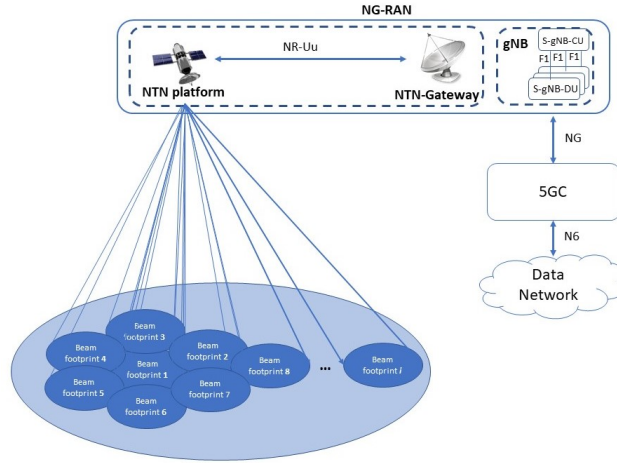 NG-RAN
NR-Uu
NTN platform
NTN-Gateway
gNB
S-gNB-CU
F1 F1 F1
S-gNB-DU
NG
5GC
N6
Data
Network
Beam
footprint 3
Beam
footprint 4
Beam
footprint 2
Beam
footprint 1
Beam
footprint 8
...
Beam
footprint i
Beam
footprint 5
Beam
footprint 7
Beam
footprint 6